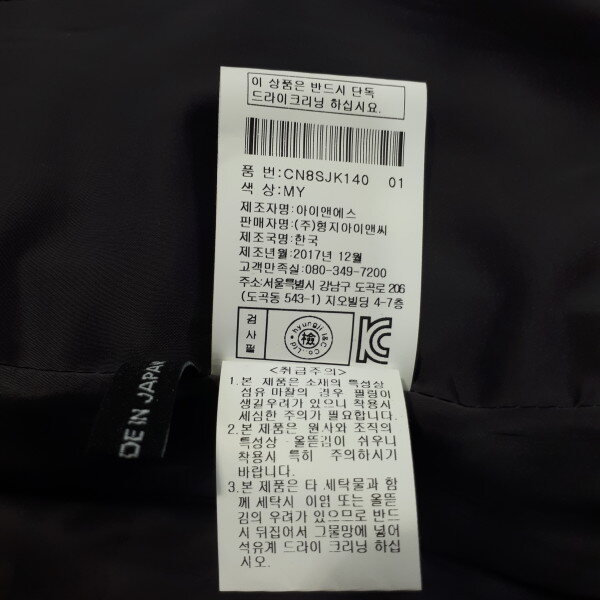 이 상품은 반드시 단독
드라이크리닝 하십시요.
품 번:CN8SJK140 01
색 상:MY
제조자명:아이앤에스
판매자명:(주)형지아이앤씨
제조국명:한국
제조년월:2017년 12월
고객만족실:080-349-7200
주소:서울특별시 강남구 도곡로 206
(도곡동 543-1) 지오빌딩 4-7층
검사필
hyungji I&C Co., Ltd.
檢
KC
<취급주의>
1.본 제품은 소재의 특성상
섬유 마찰의 경우 필링이
생길우려가 있으니 착용시
세심한 주의가 필요합니다.
2.본 제품은 원사와 조직의
특성상 올뜯김이 쉬우니
착용시 특히 주의하시기
바랍니다.
3.본 제품은 타 세탁물과 함
께 세탁시 이염 또는 올뜯
김의 우려가 있으므로 반드
시 뒤집어서 그물망에 넣어
석유계 드라이 크리닝 하십
시오.
DE IN JAPAN